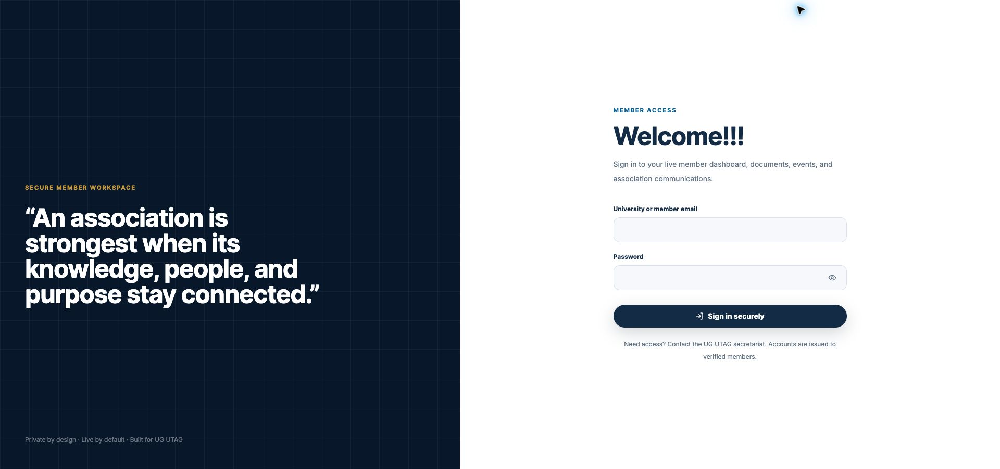 SECURE MEMBER WORKSPACE
“An association is
strongest when its
knowledge, people, and
purpose stay connected.”
Private by design · Live by default · Built for UG UTAG
MEMBER ACCESS
Welcome!!!
Sign in to your live member dashboard, documents, events, and
association communications.
University or member email
Password
Sign in securely
Need access? Contact the UG UTAG secretariat. Accounts are issued to
verified members.